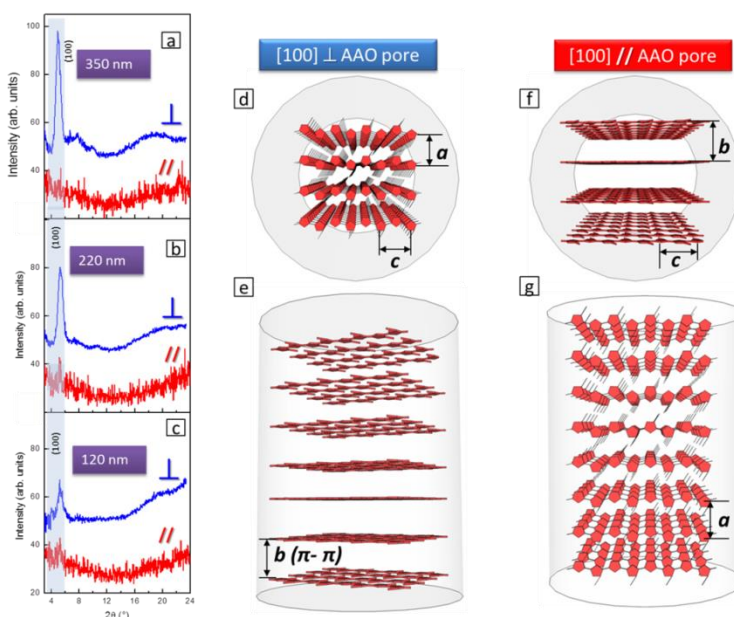 [100] ⊥ AAO pore
[100] // AAO pore
Intensity (arb. units)
100
80
60
40
(100)
a
350 nm
⊥
//
Intensity (arb. units)
80
60
40
(100)
b
220 nm
⊥
//
Intensity (arb. units)
100
80
60
40
20
(100)
c
120 nm
⊥
//
4 8 12 16 20 24
2θ (°)
d
a
c
e
b (π- π)
f
b
c
g
a